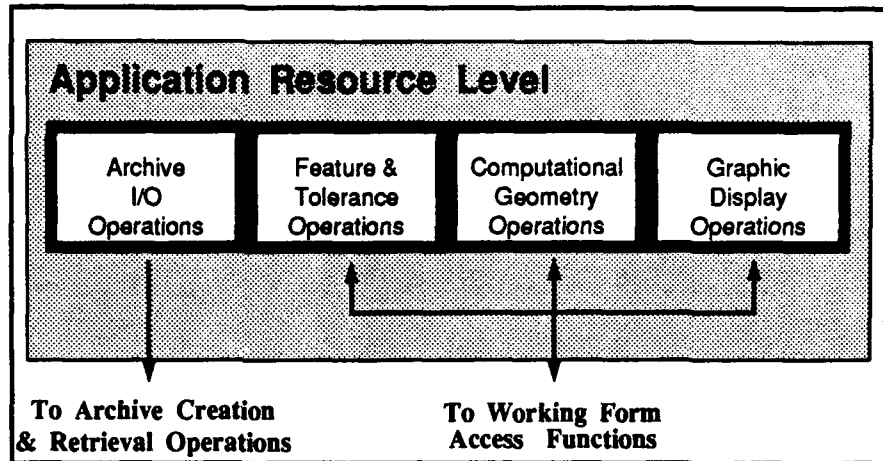 Application Resource Level
Archive
I/O
Operations
Feature &
Tolerance
Operations
Computational
Geometry
Operations
Graphic
Display
Operations
To Archive Creation
& Retrieval Operations
To Working Form
Access Functions